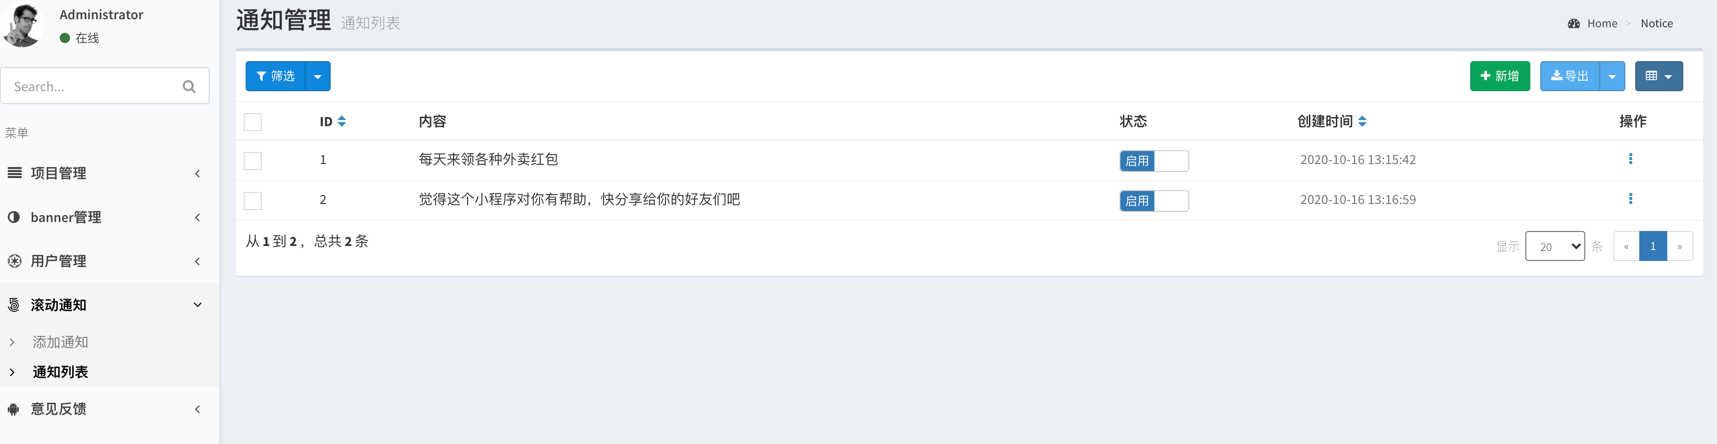 Administrator
在线
Search...
菜单
项目管理
banner管理
用户管理
滚动通知
添加通知
通知列表
意见反馈
通知管理 通知列表
Home > Notice
筛选
新增 导出
ID 内容 状态 创建时间 操作
1 每天来领各种外卖红包 启用 2020-10-16 13:15:42
2 觉得这个小程序对你有帮助，快分享给你的好友们吧 启用 2020-10-16 13:16:59
从 1 到 2 ，总共 2 条
显示 20 条 « 1 »